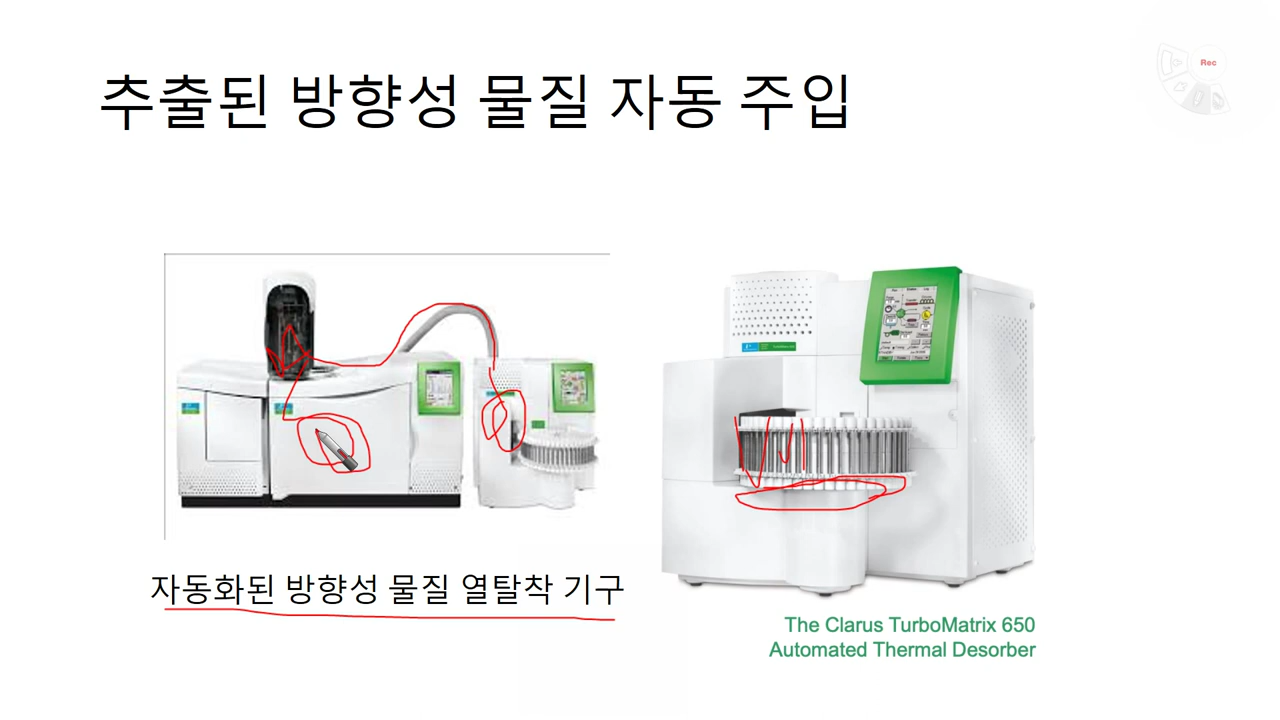 추출된 방향성 물질 자동 주입
Rec
자동화된 방향성 물질 열탈착 기구
The Clarus TurboMatrix 650
Automated Thermal Desorber